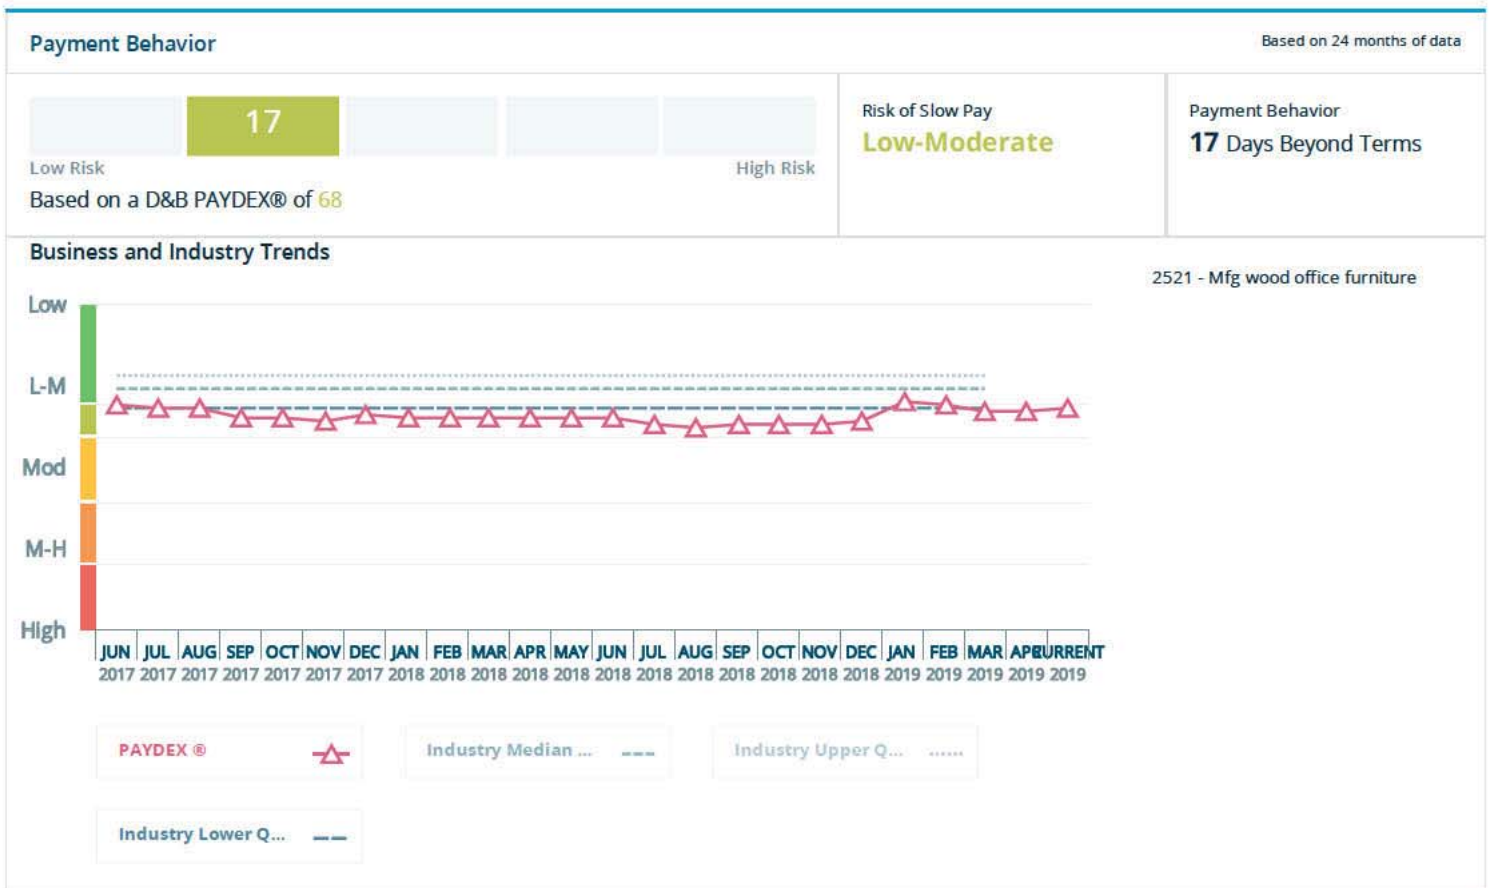 Payment Behavior
Based on 24 months of data
17
Low Risk
High Risk
Based on a D&B PAYDEX® of 68
Risk of Slow Pay
Low-Moderate
Payment Behavior
17 Days Beyond Terms
Business and Industry Trends
2521 - Mfg wood office furniture
Low
L-M
Mod
M-H
High
JUN JUL AUG SEP OCT NOV DEC JAN FEB MAR APR MAY JUN JUL AUG SEP OCT NOV DEC JAN FEB MAR APR CURRENT
2017 2017 2017 2017 2017 2017 2017 2018 2018 2018 2018 2018 2018 2018 2018 2018 2018 2018 2018 2019 2019 2019 2019 2019
PAYDEX ®
Industry Median ...
Industry Upper Q...
Industry Lower Q...